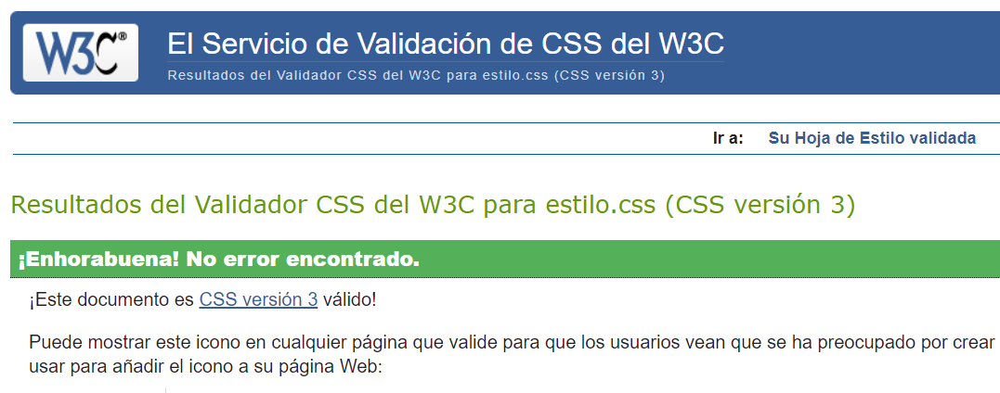 W3C®
El Servicio de Validación de CSS del W3C
Resultados del Validador CSS del W3C para estilo.css (CSS versión 3)
Ir a: Su Hoja de Estilo validada
Resultados del Validador CSS del W3C para estilo.css (CSS versión 3)
¡Enhorabuena! No error encontrado.
¡Este documento es CSS versión 3 válido!
Puede mostrar este icono en cualquier página que valide para que los usuarios vean que se ha preocupado por crear
usar para añadir el icono a su página Web: